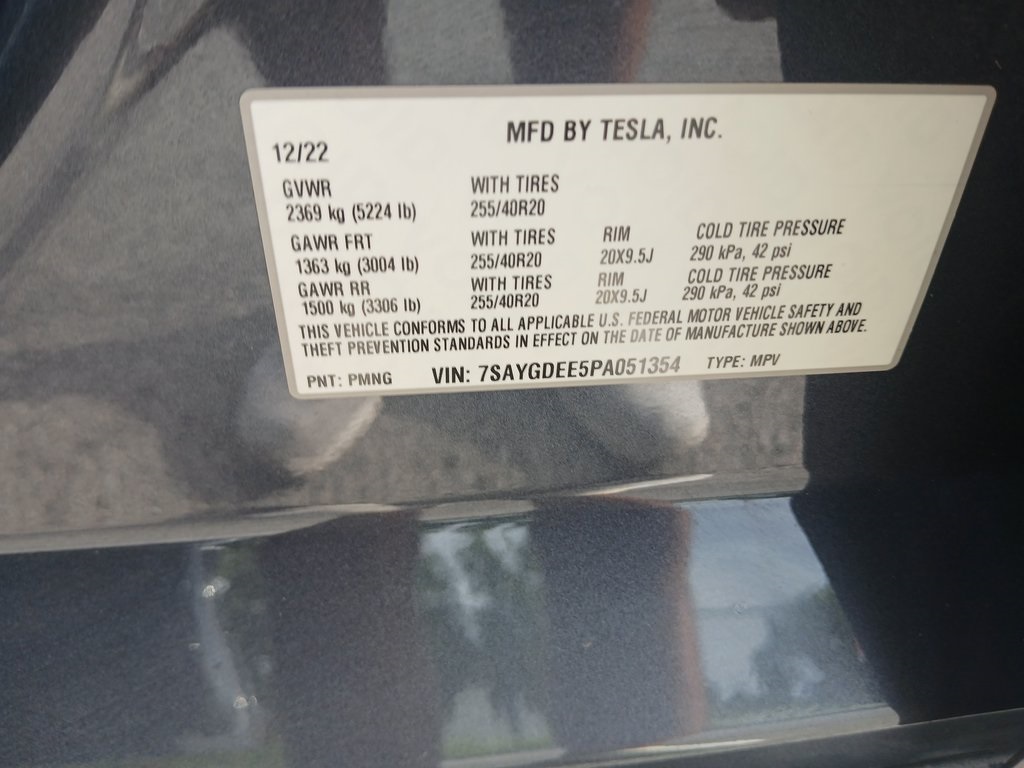 MFD BY TESLA, INC.
12/22
GVWR WITH TIRES
2369 kg (5224 lb) 255/40R20
GAWR FRT WITH TIRES RIM COLD TIRE PRESSURE
1363 kg (3004 lb) 255/40R20 20X9.5J 290 kPa, 42 psi
GAWR RR WITH TIRES RIM COLD TIRE PRESSURE
1500 kg (3306 lb) 255/40R20 20X9.5J 290 kPa, 42 psi
THIS VEHICLE CONFORMS TO ALL APPLICABLE U.S. FEDERAL MOTOR VEHICLE SAFETY AND
THEFT PREVENTION STANDARDS IN EFFECT ON THE DATE OF MANUFACTURE SHOWN ABOVE.
PNT: PMNG VIN: 7SAYGDEE5PA051354 TYPE: MPV